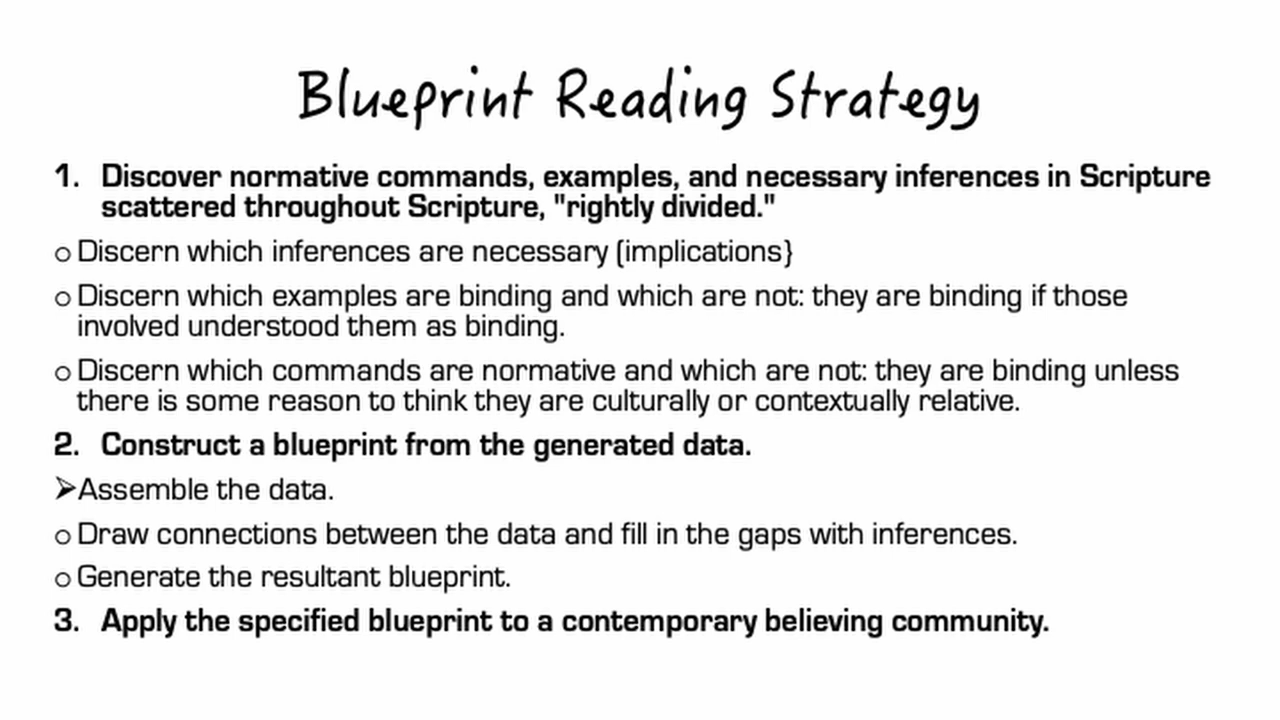 Blueprint Reading Strategy
1. Discover normative commands, examples, and necessary inferences in Scripture
scattered throughout Scripture, "rightly divided."
o Discern which inferences are necessary (implications}
o Discern which examples are binding and which are not: they are binding if those
involved understood them as binding.
o Discern which commands are normative and which are not: they are binding unless
there is some reason to think they are culturally or contextually relative.
2. Construct a blueprint from the generated data.
➢Assemble the data.
o Draw connections between the data and fill in the gaps with inferences.
o Generate the resultant blueprint.
3. Apply the specified blueprint to a contemporary believing community.